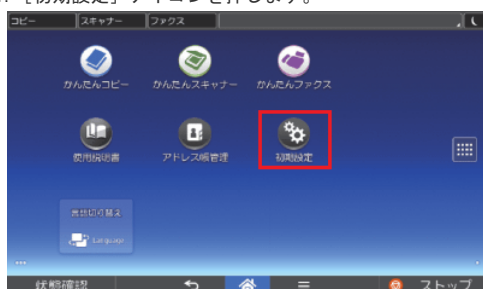 ［初期設定］アイコンを押します。
コピー スキャナー ファクス
かんたんコピー かんたんスキャナー かんたんファクス
使用説明書 アドレス帳管理 初期設定
言語切り替え
Language
状態確認 ストップ